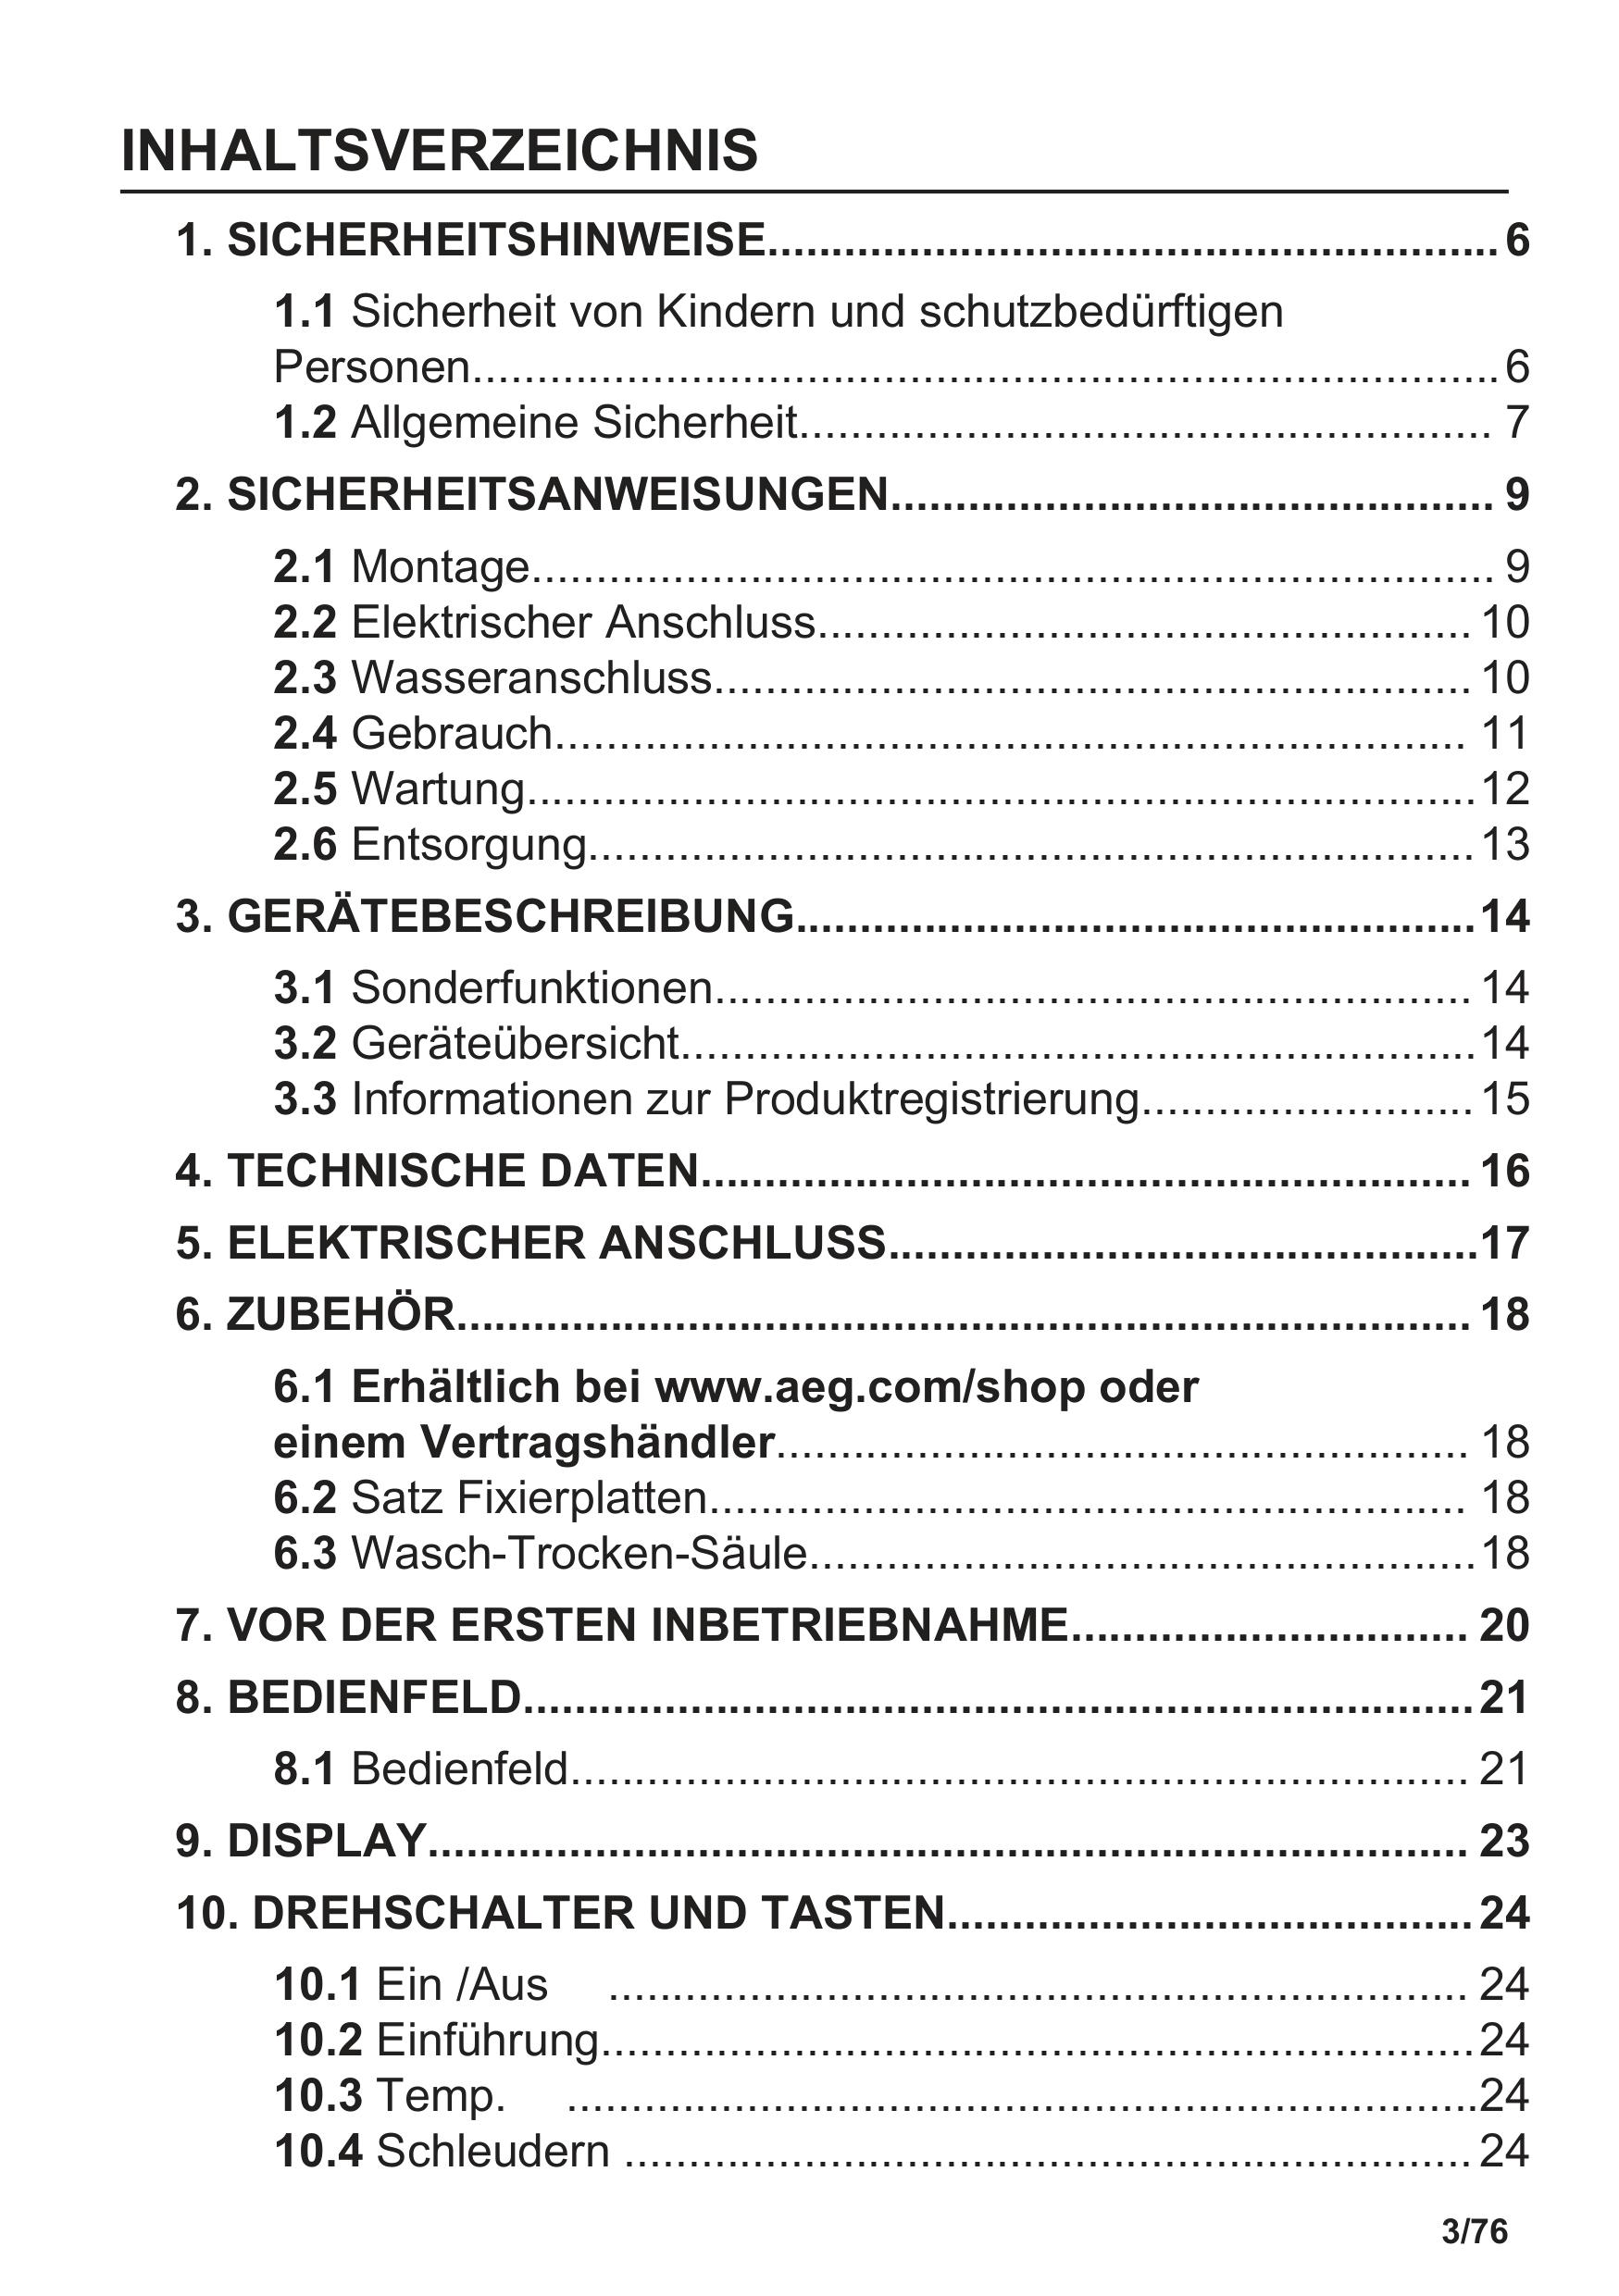 INHALTSVERZEICHNIS
1. SICHERHEITSHINWEISE......................................................... 6
1.1 Sicherheit von Kindern und schutzbedürftigen
Personen................................................................................ 6
1.2 Allgemeine Sicherheit...................................................... 7
2. SICHERHEITSANWEISUNGEN............................................... 9
2.1 Montage........................................................................... 9
2.2 Elektrischer Anschluss................................................... 10
2.3 Wasseranschluss........................................................... 10
2.4 Gebrauch....................................................................... 11
2.5 Wartung.......................................................................... 12
2.6 Entsorgung..................................................................... 13
3. GERÄTEBESCHREIBUNG..................................................... 14
3.1 Sonderfunktionen........................................................... 14
3.2 Geräteübersicht.............................................................. 14
3.3 Informationen zur Produktregistrierung.......................... 15
4. TECHNISCHE DATEN............................................................ 16
5. ELEKTRISCHER ANSCHLUSS.............................................. 17
6. ZUBEHÖR............................................................................... 18
6.1 Erhältlich bei www.aeg.com/shop oder
einem Vertragshändler...................................................... 18
6.2 Satz Fixierplatten........................................................... 18
6.3 Wasch-Trocken-Säule.................................................... 18
7. VOR DER ERSTEN INBETRIEBNAHME............................... 20
8. BEDIENFELD.......................................................................... 21
8.1 Bedienfeld...................................................................... 21
9. DISPLAY................................................................................. 23
10. DREHSCHALTER UND TASTEN......................................... 24
10.1 Ein /Aus ................................................................... 24
10.2 Einführung.................................................................... 24
10.3 Temp. ....................................................................... 24
10.4 Schleudern .................................................................. 24
3/76